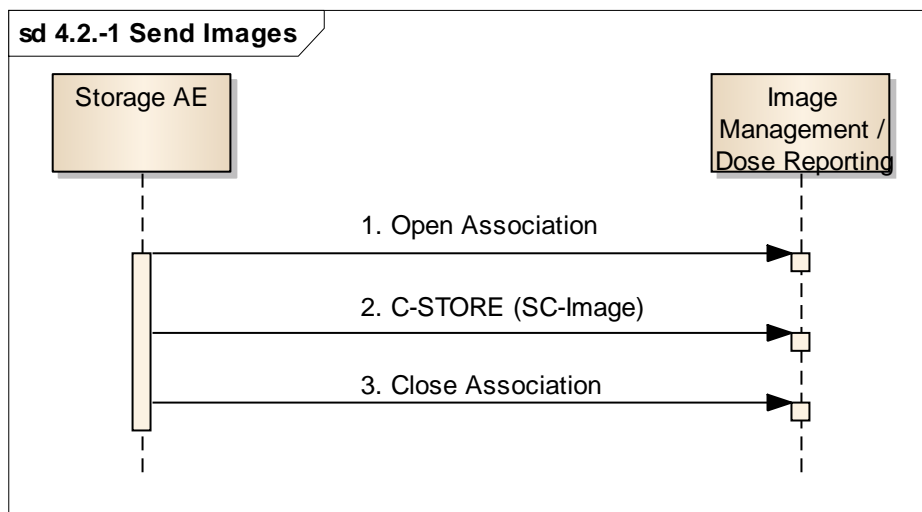 sd 4.2.-1 Send Images
Storage AE
Image
Management /
Dose Reporting
1. Open Association
2. C-STORE (SC-Image)
3. Close Association